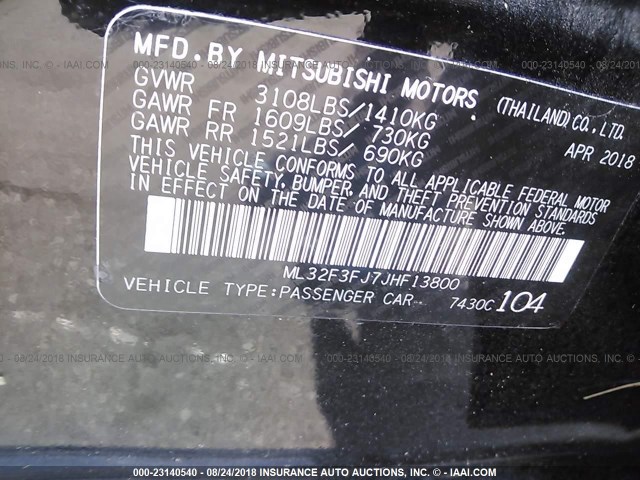 MFD. BY MITSUBISHI MOTORS (THAILAND) CO., LTD.
GVWR 3108LBS/1410KG APR 2018
GAWR FR 1609LBS/ 730KG
GAWR RR 1521LBS/ 690KG
THIS VEHICLE CONFORMS TO ALL APPLICABLE FEDERAL MOTOR
VEHICLE SAFETY, BUMPER, AND THEFT PREVENTION STANDARDS
IN EFFECT ON THE DATE OF MANUFACTURE SHOWN ABOVE.
ML32F3FJ7JHF13800
VEHICLE TYPE:PASSENGER CAR 7430C 104
000-23140540 - 08/24/2018 INSURANCE AUTO AUCTIONS, INC. © - IAAI.COM